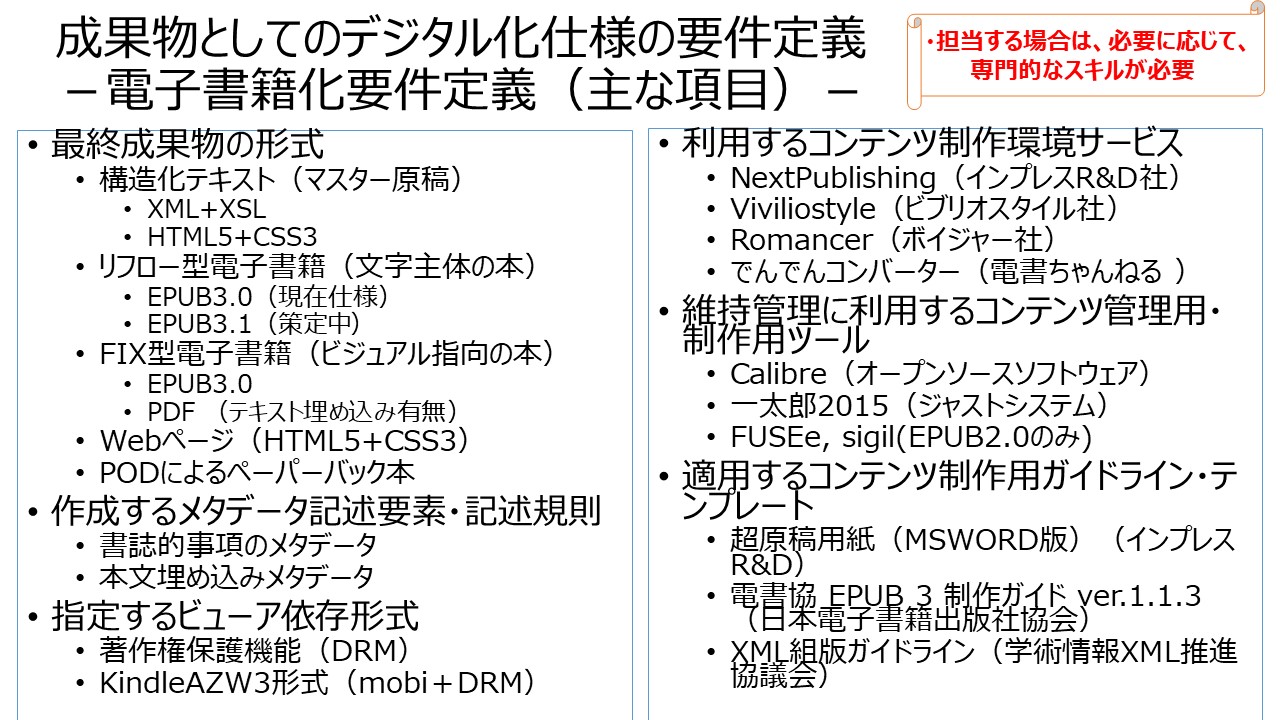 成果物としてのデジタル化仕様の要件定義
－電子書籍化要件定義（主な項目）－
・担当する場合は、必要に応じて、
専門的なスキルが必要
• 最終成果物の形式
• 構造化テキスト（マスター原稿）
• XML+XSL
• HTML5+CSS3
• リフロー型電子書籍（文字主体の本）
• EPUB3.0（現在仕様）
• EPUB3.1（策定中）
• FIX型電子書籍（ビジュアル指向の本）
• EPUB3.0
• PDF （テキスト埋め込み有無）
• Webページ（HTML5+CSS3）
• PODによるペーパーバック本
• 作成するメタデータ記述要素・記述規則
• 書誌的事項のメタデータ
• 本文埋め込みメタデータ
• 指定するビューア依存形式
• 著作権保護機能（DRM）
• KindleAZW3形式（mobi＋DRM）
• 利用するコンテンツ制作環境サービス
• NextPublishing（インプレスR&D社）
• Viviliostyle（ビブリオスタイル社）
• Romancer（ボイジャー社）
• でんでんコンバーター（電書ちゃんねる ）
• 維持管理に利用するコンテンツ管理用・
制作用ツール
• Calibre（オープンソースソフトウェア）
• 一太郎2015（ジャストシステム）
• FUSEe, sigil(EPUB2.0のみ)
• 適用するコンテンツ制作用ガイドライン・テ
ンプレート
• 超原稿用紙（MSWORD版）（インプレス
R&D）
• 電書協 EPUB 3 制作ガイド ver.1.1.3
（日本電子書籍出版社協会）
• XML組版ガイドライン（学術情報XML推進
協議会）